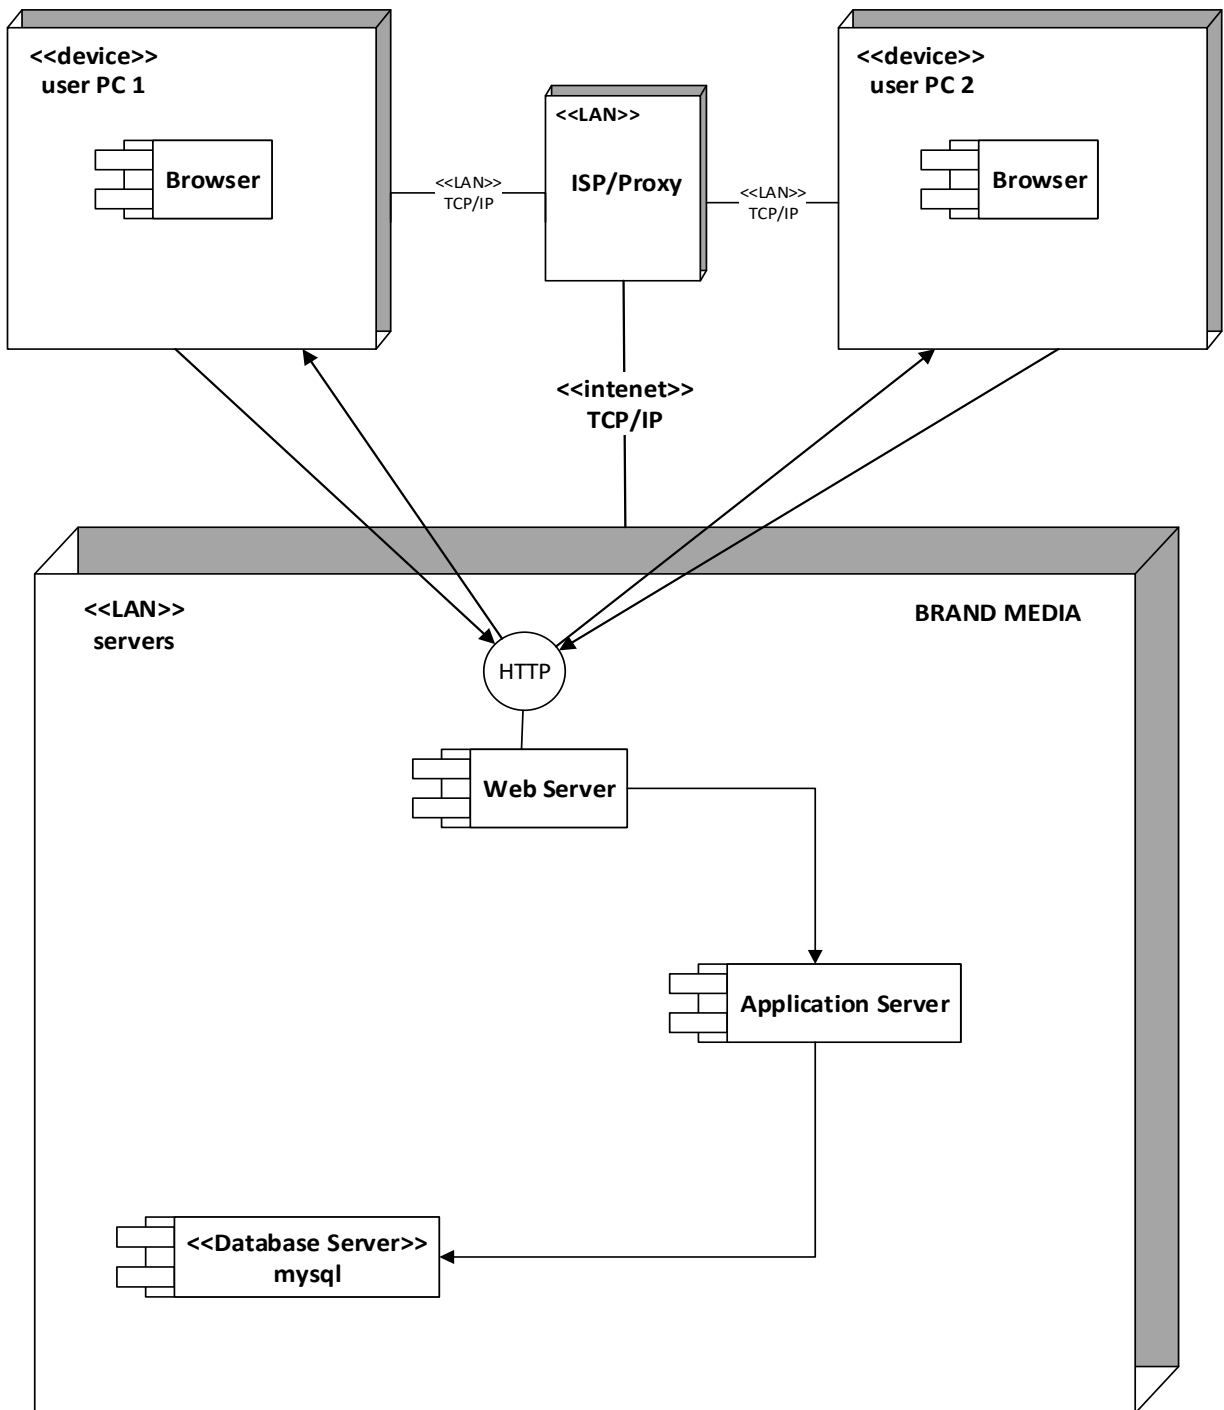 <<device>>
user PC 1
Browser
<<LAN>>
TCP/IP
<<LAN>>
ISP/Proxy
<<LAN>>
TCP/IP
<<device>>
user PC 2
Browser
<<intenet>>
TCP/IP
<<LAN>>
servers
BRAND MEDIA
HTTP
Web Server
Application Server
<<Database Server>>
mysql